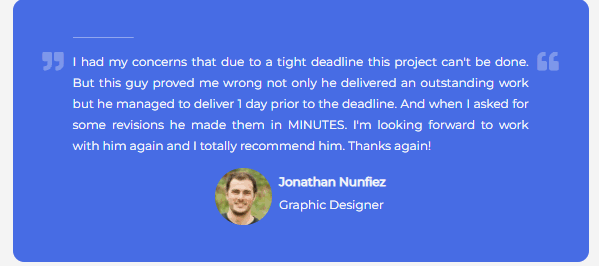 I had my concerns that due to a tight deadline this project can't be done.
But this guy proved me wrong not only he delivered an outstanding work
but he managed to deliver 1 day prior to the deadline. And when I asked for
some revisions he made them in MINUTES. I'm looking forward to work
with him again and I totally recommend him. Thanks again!
Jonathan Nunfiez
Graphic Designer